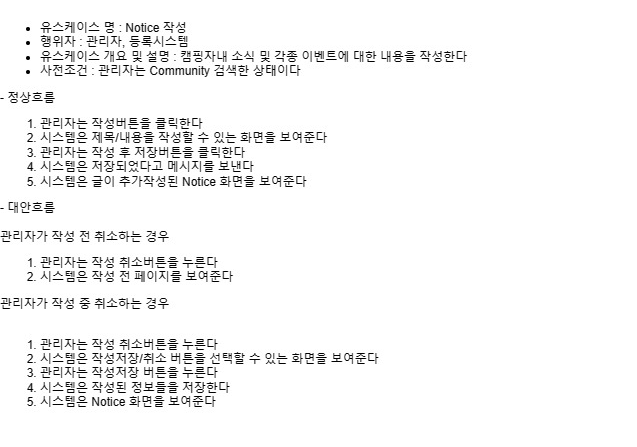 • 유스케이스 명 : Notice 작성
• 행위자 : 관리자, 등록시스템
• 유스케이스 개요 및 설명 : 캠핑자내 소식 및 각종 이벤트에 대한 내용을 작성한다
• 사전조건 : 관리자는 Community 검색한 상태이다
- 정상흐름
1. 관리자는 작성버튼을 클릭한다
2. 시스템은 제목/내용을 작성할 수 있는 화면을 보여준다
3. 관리자는 작성 후 저장버튼을 클릭한다
4. 시스템은 저장되었다고 메시지를 보낸다
5. 시스템은 글이 추가작성된 Notice 화면을 보여준다
- 대안흐름
관리자가 작성 전 취소하는 경우
1. 관리자는 작성 취소버튼을 누른다
2. 시스템은 작성 전 페이지를 보여준다
관리자가 작성 중 취소하는 경우
1. 관리자는 작성 취소버튼을 누른다
2. 시스템은 작성저장/취소 버튼을 선택할 수 있는 화면을 보여준다
3. 관리자는 작성저장 버튼을 누른다
4. 시스템은 작성된 정보들을 저장한다
5. 시스템은 Notice 화면을 보여준다